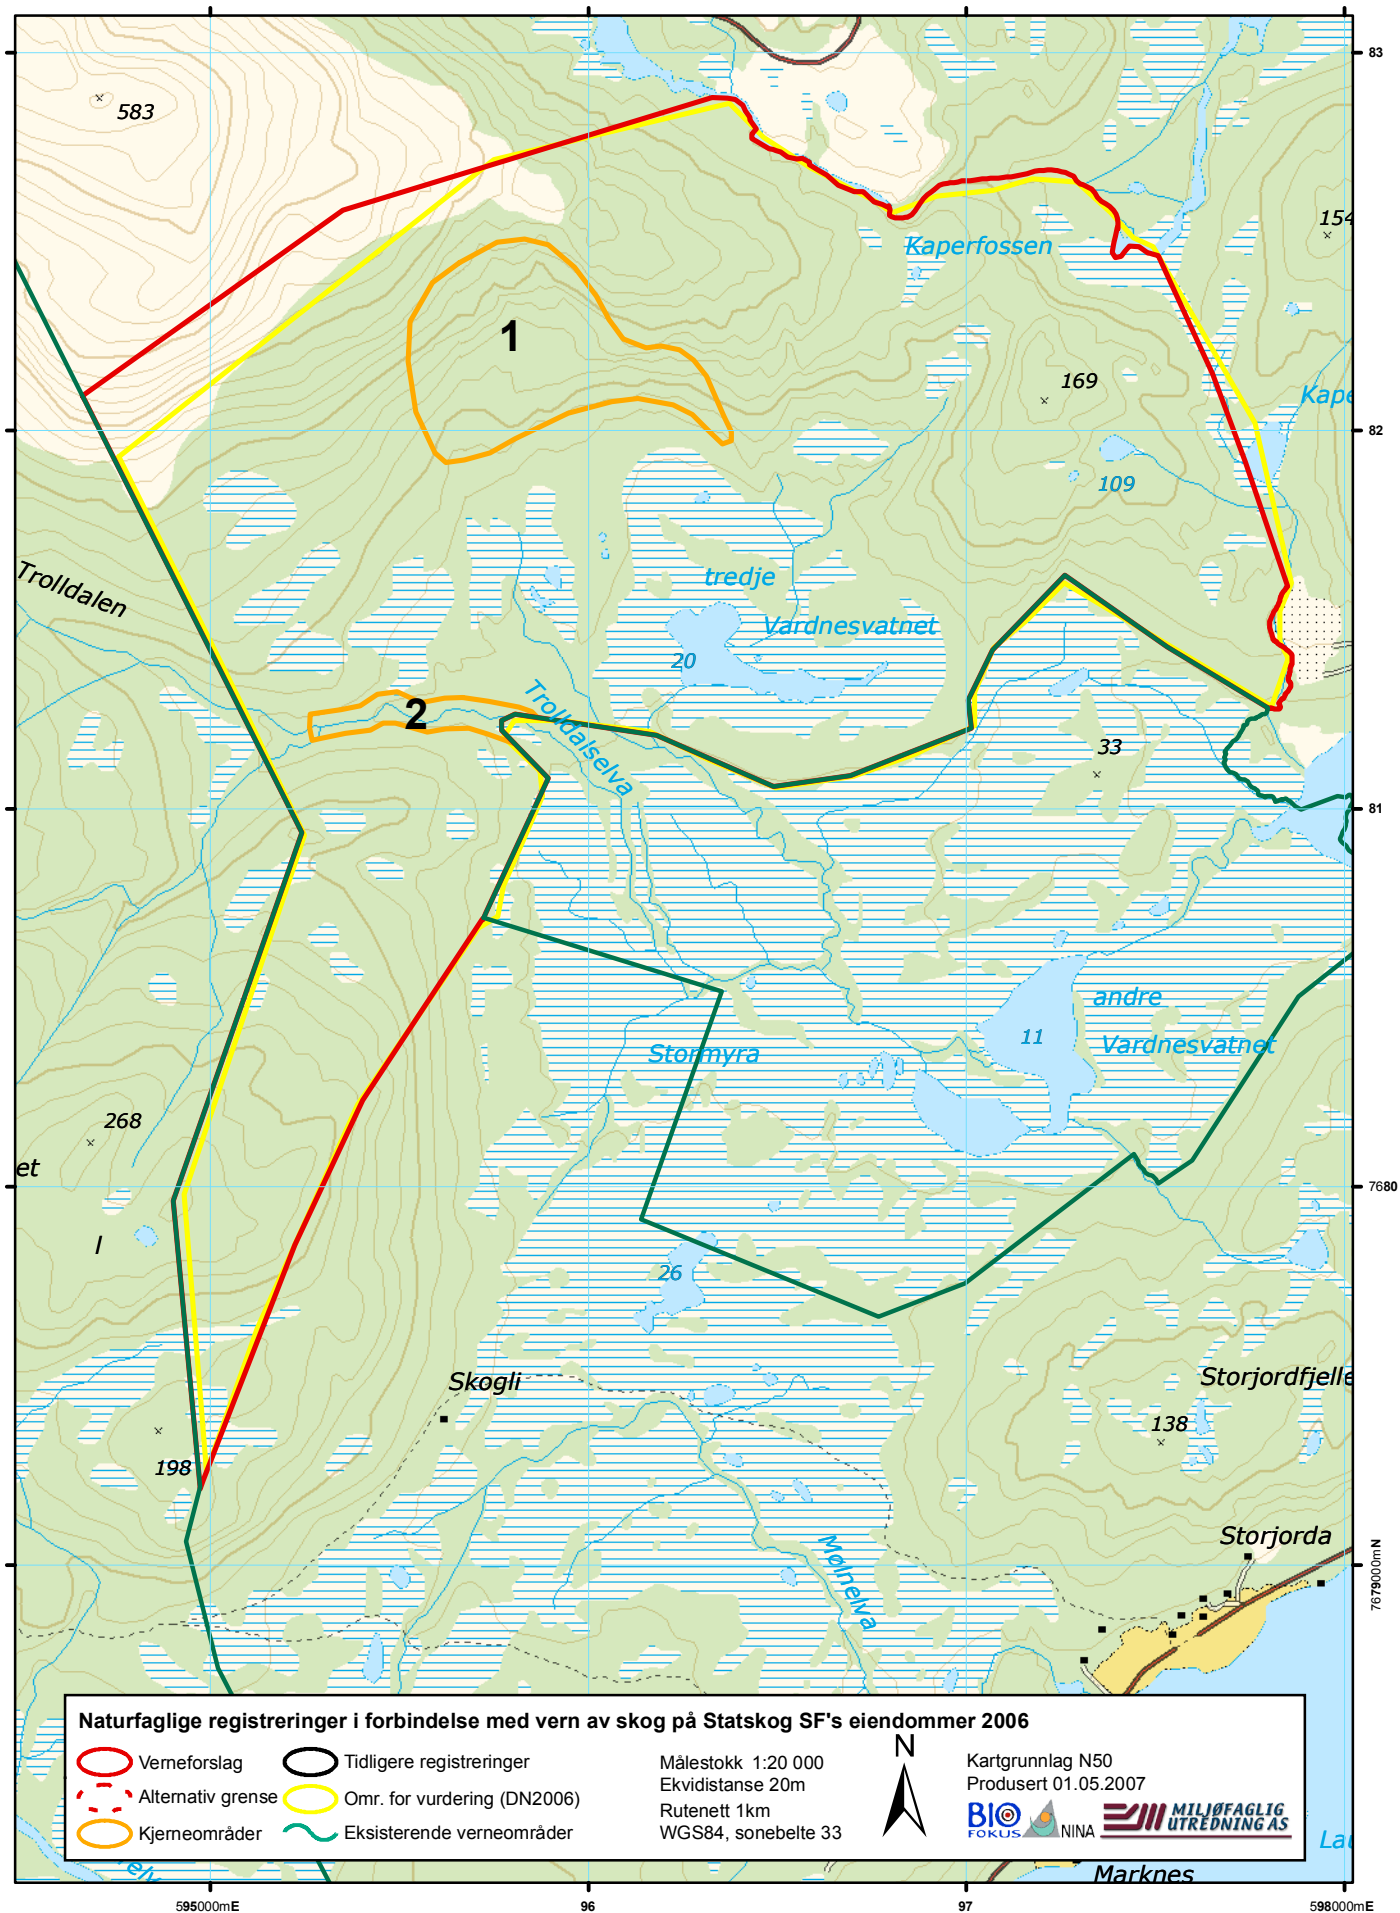 83
583
154
Kaperfossen
1
169
Kape
82
109
Trolldalen
tredje
Vardnesvatnet
20
2
Trolldalselva
33
81
andre
11
Vardnesvatnet
Stormyra
268
et
7680
l
26
Skogli
Storjordfjelle
138
198
Storjorda
Mølnelva
7679000mN
Naturfaglige registreringer i forbindelse med vern av skog på Statskog SF's eiendommer 2006
Verneforslag
Tidligere registreringer
Alternativ grense
Omr. for vurdering (DN2006)
Kjerneområder
Eksisterende verneområder
Målestokk 1:20 000
Ekvidistanse 20m
Rutenett 1km
WGS84, sonebelte 33
N
Kartgrunnlag N50
Produsert 01.05.2007
BIO
FOKUS
NINA
MILJØFAGLIG
UTREDNING AS
Lau
relv
Marknes
595000mE
96
97
598000mE